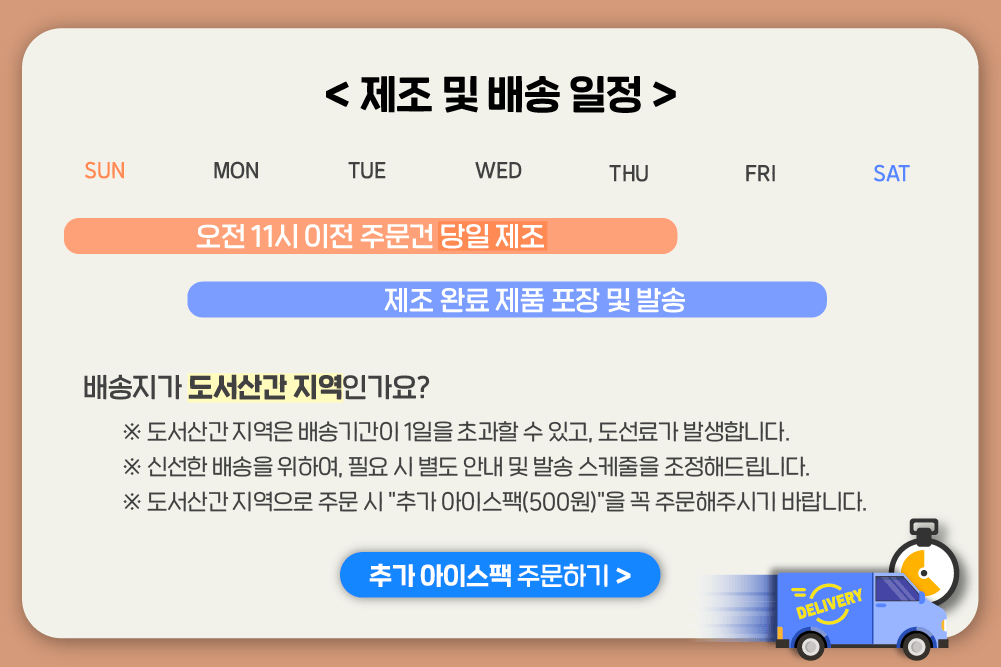 < 제조 및 배송 일정 >
SUN MON TUE WED THU FRI SAT
오전 11시 이전 주문건 당일 제조
제조 완료 제품 포장 및 발송
배송지가 도서산간 지역인가요?
※ 도서산간 지역은 배송기간이 1일을 초과할 수 있고, 도선료가 발생합니다.
※ 신선한 배송을 위하여, 필요 시 별도 안내 및 발송 스케줄을 조정해드립니다.
※ 도서산간 지역으로 주문 시 "추가 아이스팩(500원)"을 꼭 주문해주시기 바랍니다.
추가 아이스팩 주문하기 >
DELIVERY